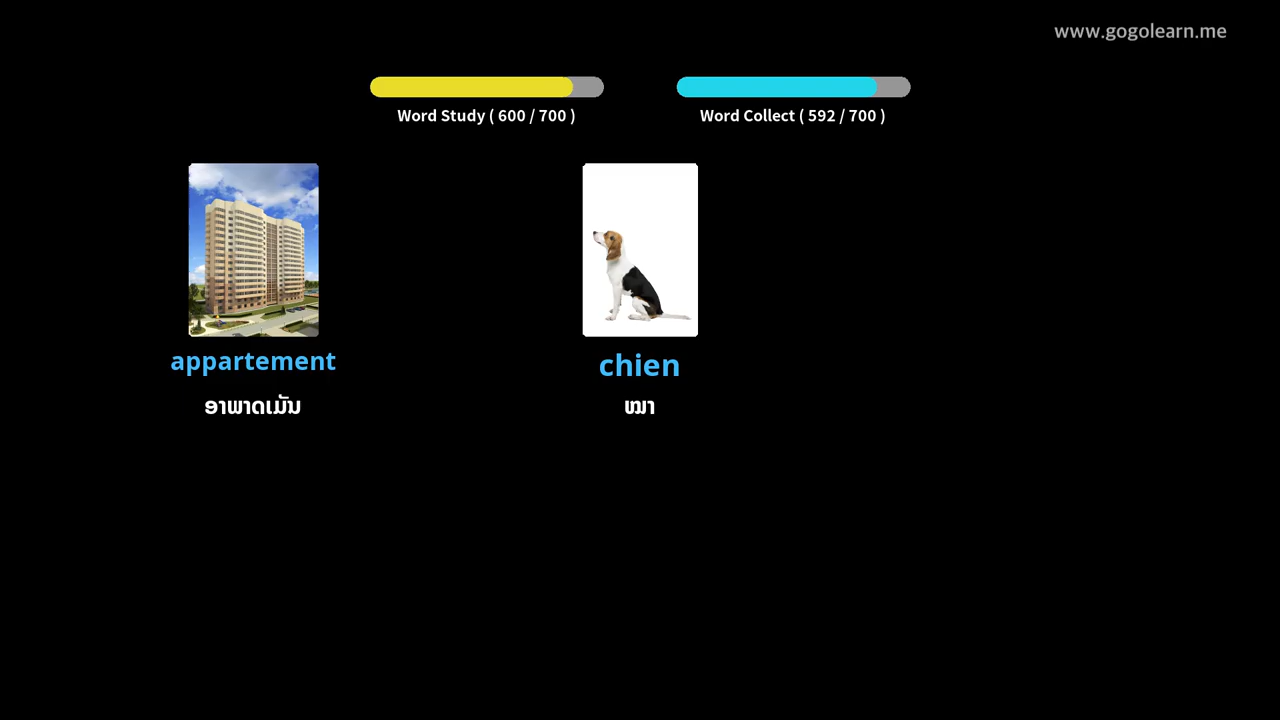 www.gogolearn.me
Word Study ( 600 / 700 )
Word Collect ( 592 / 700 )
appartement
ອາພາດເມັນ
chien
ໝາ